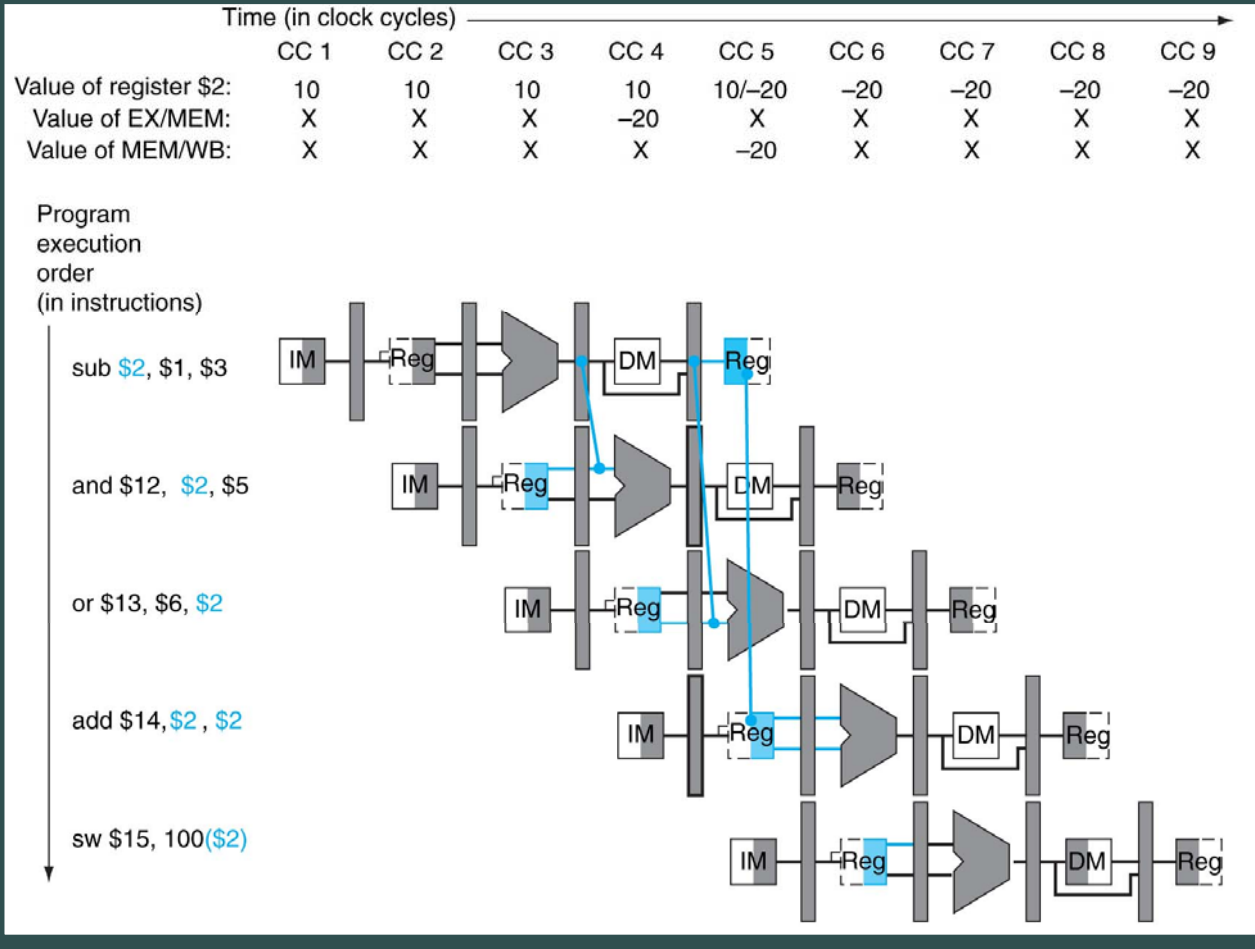 Time (in clock cycles)
CC 1 CC 2 CC 3 CC 4 CC 5 CC 6 CC 7 CC 8 CC 9
Value of register $2: 10 10 10 10 10/–20 –20 –20 –20 –20
Value of EX/MEM: X X X –20 X X X X X
Value of MEM/WB: X X X X –20 X X X X
Program
execution
order
(in instructions)
sub $2, $1, $3 IM Reg DM Reg
and $12, $2, $5 IM Reg DM Reg
or $13, $6, $2 IM Reg DM Reg
add $14, $2 , $2 IM Reg DM Reg
sw $15, 100($2) IM Reg DM Reg